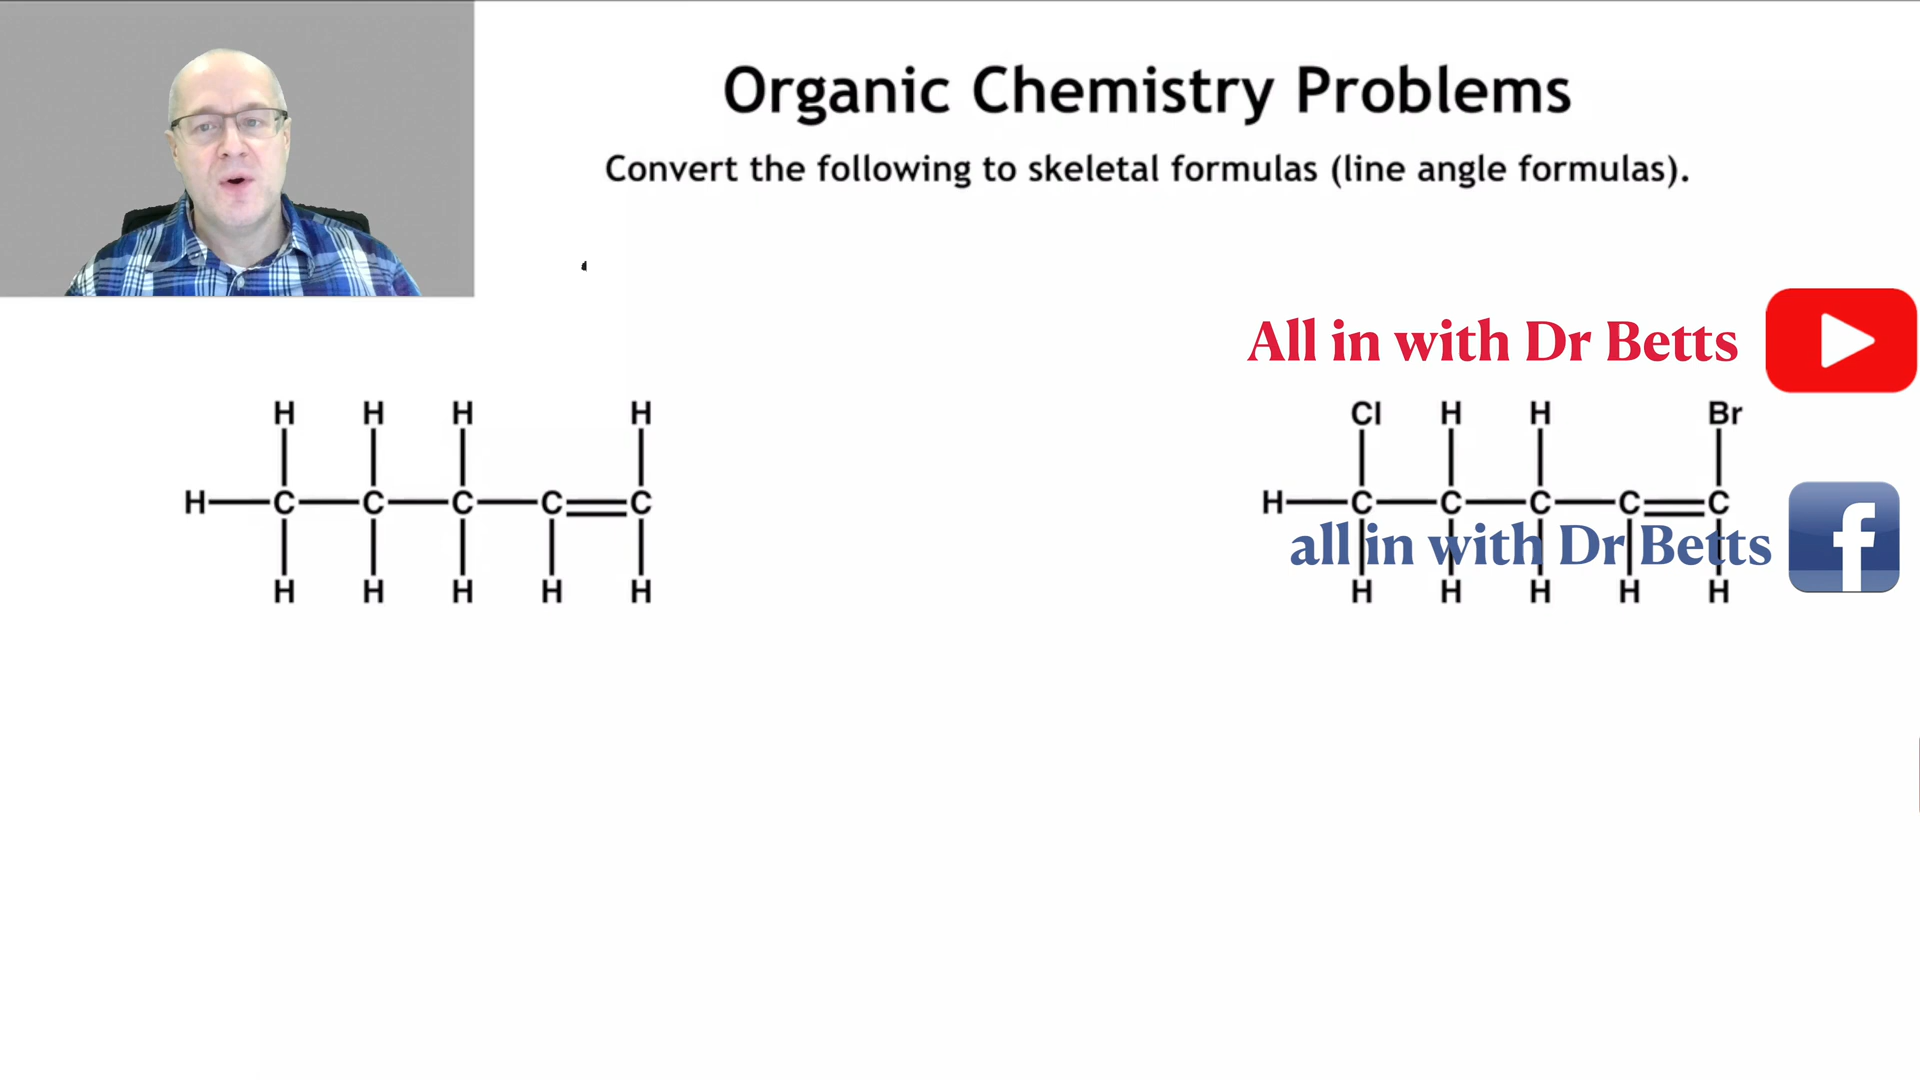 Organic Chemistry Problems
Convert the following to skeletal formulas (line angle formulas).
All in with Dr Betts
H H H H
H C C C C C
H H H H H
Cl H H Br
H C C C C C
all in with Dr Betts
H H H H H